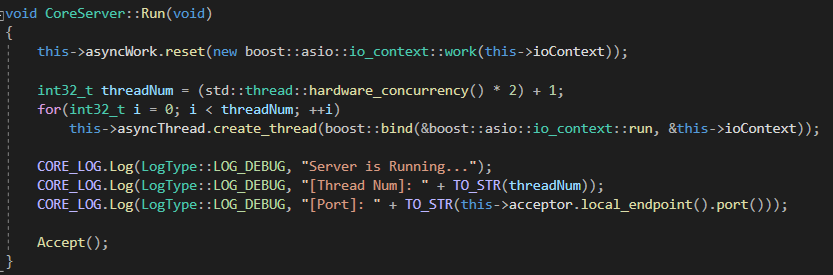 void CoreServer::Run(void)
{
this->asyncWork.reset(new boost::asio::io_context::work(this->ioContext));
int32_t threadNum = (std::thread::hardware_concurrency() * 2) + 1;
for(int32_t i = 0; i < threadNum; ++i)
this->asyncThread.create_thread(boost::bind(&boost::asio::io_context::run, &this->ioContext));
CORE_LOG.Log(LogType::LOG_DEBUG, "Server is Running...");
CORE_LOG.Log(LogType::LOG_DEBUG, "[Thread Num]: " + TO_STR(threadNum));
CORE_LOG.Log(LogType::LOG_DEBUG, "[Port]: " + TO_STR(this->acceptor.local_endpoint().port()));
Accept();
}